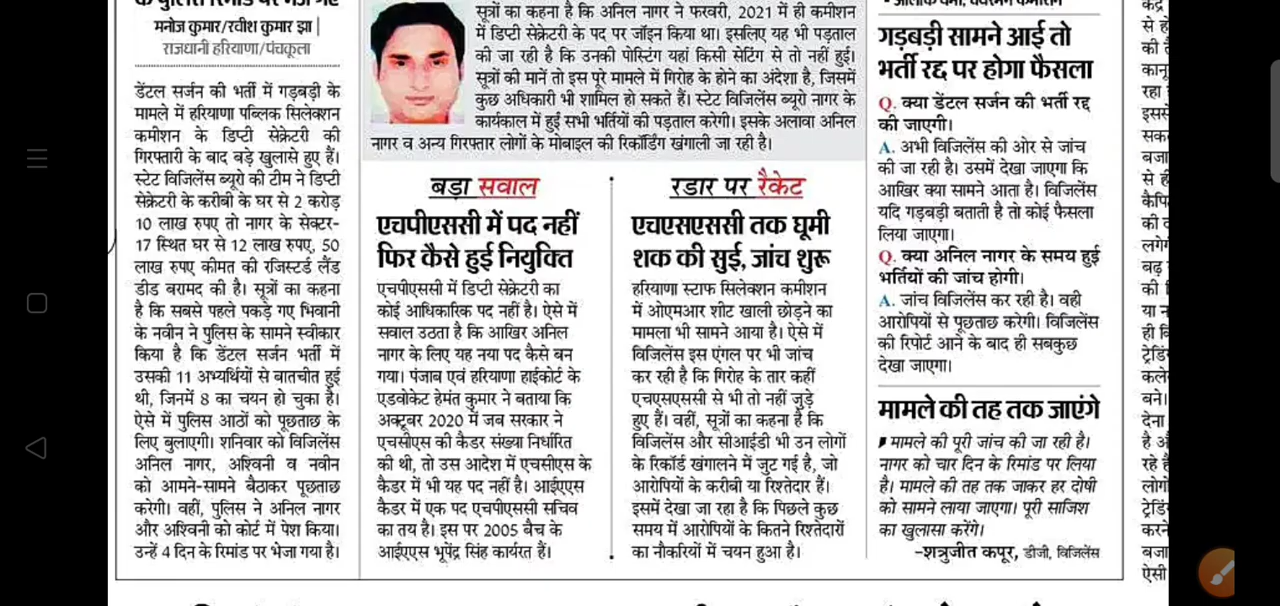 मनोज कुमार/रवीश कुमार झा |
राजधानी हरियाणा/पंचकूला
डेंटल सर्जन की भर्ती में गड़बड़ी के
मामले में हरियाणा पब्लिक सिलेक्शन
कमीशन के डिप्टी सेक्रेटरी की
गिरफ्तारी के बाद बड़े खुलासे हुए हैं।
स्टेट विजिलेंस ब्यूरो की टीम ने डिप्टी
सेक्रेटरी के करीबी के घर से 2 करोड़
10 लाख रुपए तो नागर के सेक्टर-
17 स्थित घर से 12 लाख रुपए, 50
लाख रुपए कीमत की रजिस्टर्ड लैंड
डीड बरामद की है। सूत्रों का कहना
है कि सबसे पहले पकड़े गए भिवानी
के नवीन ने पुलिस के सामने स्वीकार
किया है कि डेंटल सर्जन भर्ती में
उसकी 11 अभ्यर्थियों से बातचीत हुई
थी, जिनमें 8 का चयन हो चुका है।
ऐसे में पुलिस आठों को पूछताछ के
लिए बुलाएगी। शनिवार को विजिलेंस
अनिल नागर, अश्विनी व नवीन
को आमने-सामने बैठाकर पूछताछ
करेगी। वहीं, पुलिस ने अनिल नागर
और अश्विनी को कोर्ट में पेश किया।
उन्हें 4 दिन के रिमांड पर भेजा गया है।
सूत्रों का कहना है कि अनिल नागर ने फरवरी, 2021 में ही कमीशन
में डिप्टी सेक्रेटरी के पद पर जॉइन किया था। इसलिए यह भी पड़ताल
की जा रही है कि उनकी पोस्टिंग यहां किसी सेटिंग से तो नहीं हुई।
सूत्रों की मानें तो इस पूरे मामले में गिरोह के होने का अंदेशा है, जिसमें
कुछ अधिकारी भी शामिल हो सकते हैं। स्टेट विजिलेंस ब्यूरो नागर के
कार्यकाल में हुईं सभी भर्तियों की पड़ताल करेगी। इसके अलावा अनिल
नागर व अन्य गिरफ्तार लोगों के मोबाइल की रिकॉर्डिंग खंगाली जा रही है।
बड़ा सवाल
एचपीएससी में पद नहीं
फिर कैसे हुई नियुक्ति
एचपीएससी में डिप्टी सेक्रेटरी का
कोई आधिकारिक पद नहीं है। ऐसे में
सवाल उठता है कि आखिर अनिल
नागर के लिए यह नया पद कैसे बन
गया। पंजाब एवं हरियाणा हाईकोर्ट के
एडवोकेट हेमंत कुमार ने बताया कि
अक्टूबर 2020 में जब सरकार ने
एचसीएस की कैडर संख्या निर्धारित
की थी, तो उस आदेश में एचसीएस के
कैडर में भी यह पद नहीं है। आईएएस
कैडर में एक पद एचपीएससी सचिव
का तय है। इस पर 2005 बैच के
आईएएस भूपेंद्र सिंह कार्यरत हैं।
रडार पर रैकेट
एचएसएससी तक घूमी
शक की सुई, जांच शुरू
हरियाणा स्टाफ सिलेक्शन कमीशन
में ओएमआर शीट खाली छोड़ने का
मामला भी सामने आया है। ऐसे में
विजिलेंस इस एंगल पर भी जांच
कर रही है कि गिरोह के तार कहीं
एचएसएससी से भी तो नहीं जुड़े
हुए हैं। वहीं, सूत्रों का कहना है कि
विजिलेंस और सीआईडी भी उन लोगों
के रिकॉर्ड खंगालने में जुट गई है, जो
आरोपियों के करीबी या रिश्तेदार हैं।
इसमें देखा जा रहा है कि पिछले कुछ
समय में आरोपियों के कितने रिश्तेदारों
का नौकरियों में चयन हुआ है।
गड़बड़ी सामने आई तो
भर्ती रद्द पर होगा फैसला
Q. क्या डेंटल सर्जन की भर्ती रद्द
की जाएगी।
A. अभी विजिलेंस की ओर से जांच
की जा रही है। उसमें देखा जाएगा कि
आखिर क्या सामने आता है। विजिलेंस
यदि गड़बड़ी बताती है तो कोई फैसला
लिया जाएगा।
Q. क्या अनिल नागर के समय हुई
भर्तियों की जांच होगी।
A. जांच विजिलेंस कर रही है। वही
आरोपियों से पूछताछ करेगी। विजिलेंस
की रिपोर्ट आने के बाद ही सबकुछ
देखा जाएगा।
मामले की तह तक जाएंगे
मामले की पूरी जांच की जा रही है।
नागर को चार दिन के रिमांड पर लिया
है। मामले की तह तक जाकर हर दोषी
को सामने लाया जाएगा। पूरी साजिश
का खुलासा करेंगे।
-शत्रुजीत कपूर, डीजी, विजिलेंस